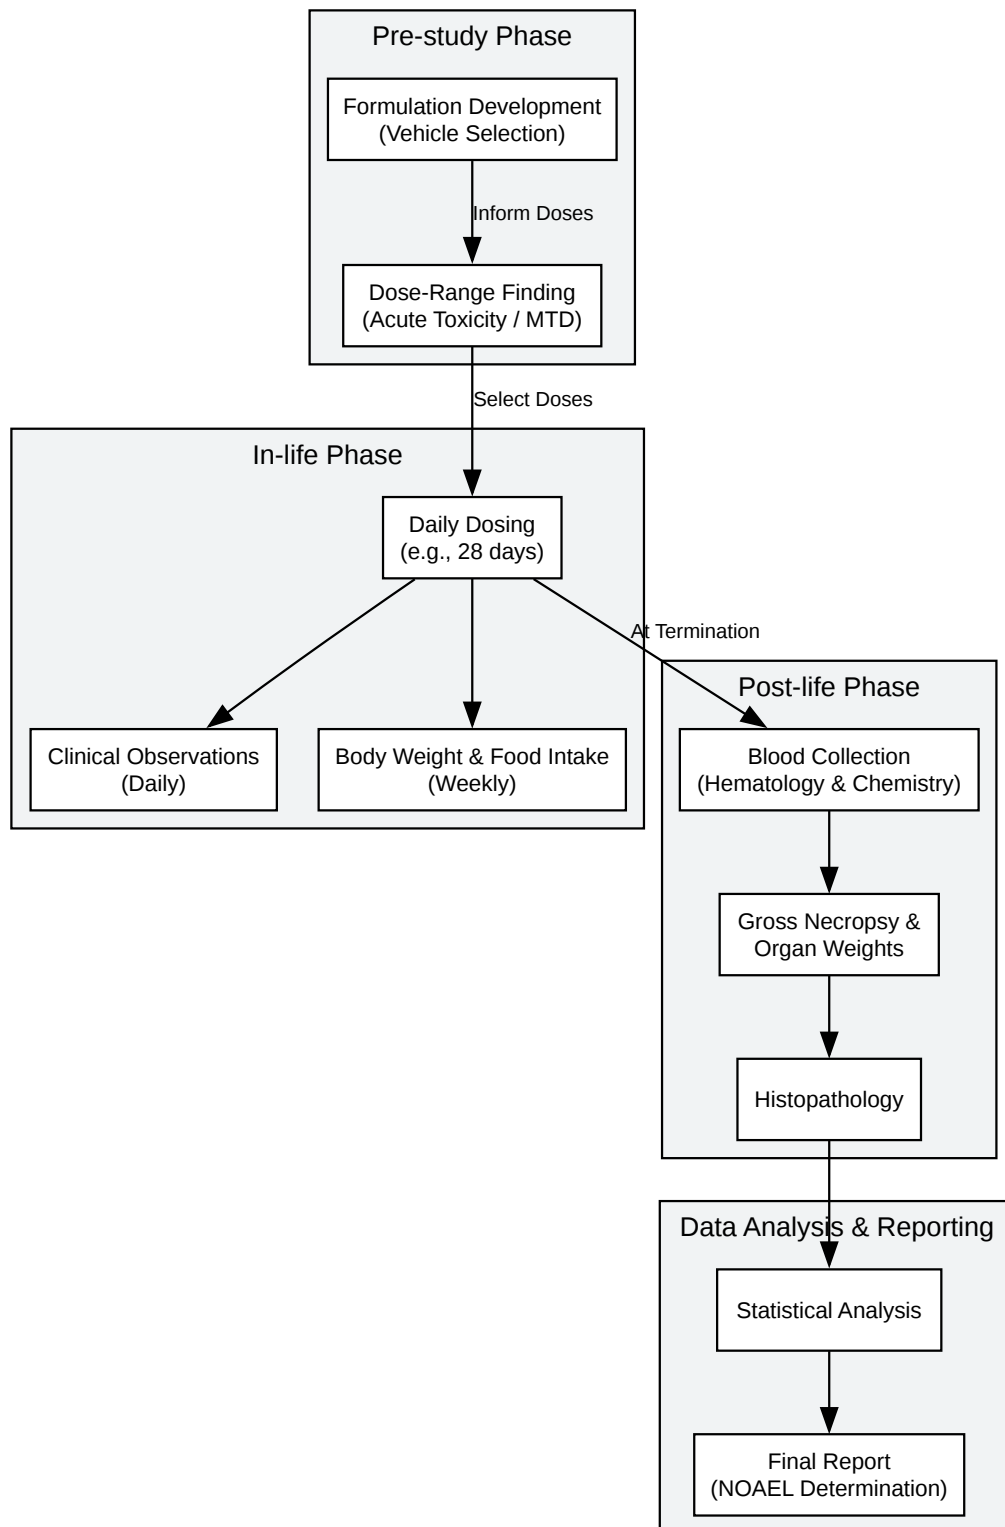 Pre-study Phase
Formulation Development
(Vehicle Selection)
Inform Doses
Dose-Range Finding
(Acute Toxicity / MTD)
Select Doses
In-life Phase
Daily Dosing
(e.g., 28 days)
At Termination
Clinical Observations
(Daily)
Body Weight & Food Intake
(Weekly)
Post-life Phase
Blood Collection
(Hematology & Chemistry)
Gross Necropsy &
Organ Weights
Histopathology
Data Analysis & Reporting
Statistical Analysis
Final Report
(NOAEL Determination)